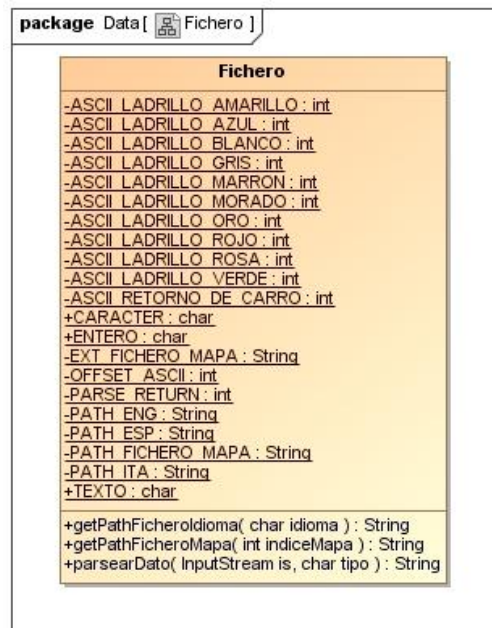 package Data[ Fichero ]
Fichero
-ASCII_LADRILLO_AMARILLO : int
-ASCII_LADRILLO_AZUL : int
-ASCII_LADRILLO_BLANCO : int
-ASCII_LADRILLO_GRIS : int
-ASCII_LADRILLO_MARRON : int
-ASCII_LADRILLO_MORADO : int
-ASCII_LADRILLO_ORO : int
-ASCII_LADRILLO_ROJO : int
-ASCII_LADRILLO_ROSA : int
-ASCII_LADRILLO_VERDE : int
-ASCII_RETORNO_DE_CARRO : int
+CARACTER : char
+ENTERO : char
-EXT_FICHERO_MAPA : String
-OFFSET_ASCII : int
-PARSE_RETURN : int
-PATH_ENG : String
-PATH_ESP : String
-PATH_FICHERO_MAPA : String
-PATH_ITA : String
+TEXTO : char
+getPathFicheroIdioma( char idioma ) : String
+getPathFicheroMapa( int indiceMapa ) : String
+parsearDato( InputStream is, char tipo ) : String